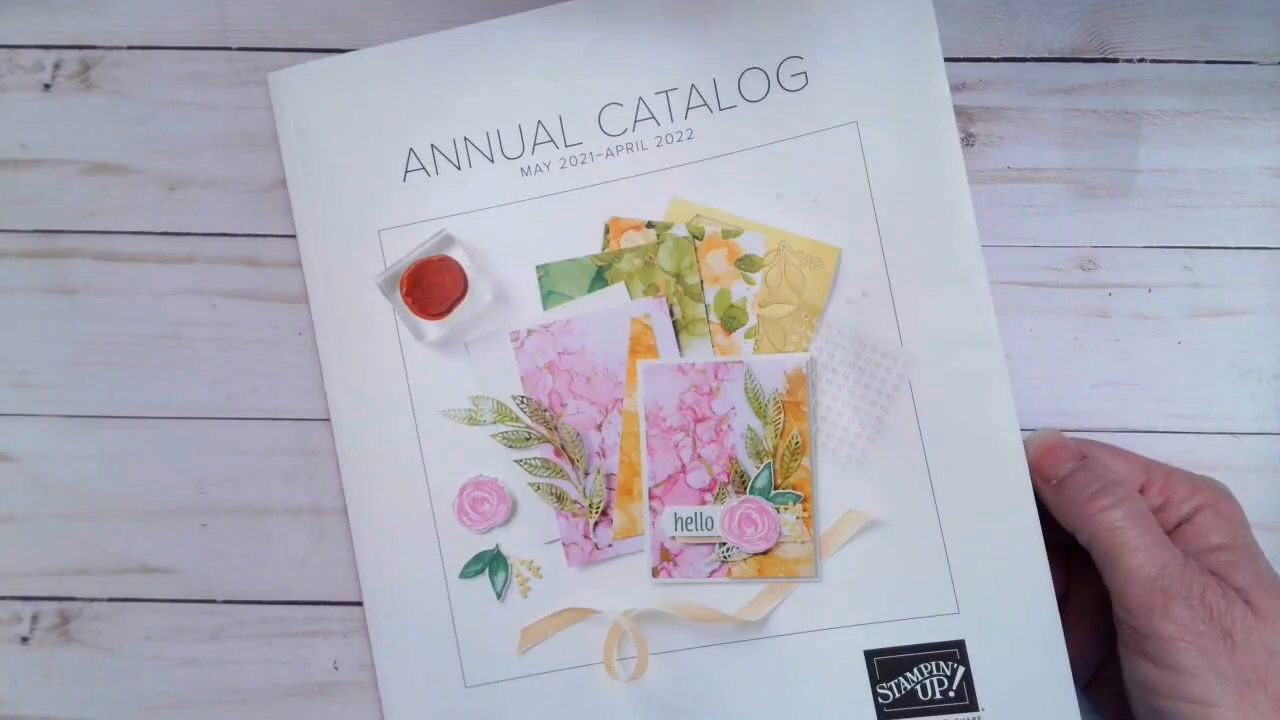 ANNUAL CATALOG
MAY 2021–APRIL 2022
hello
STAMPIN'
UP!